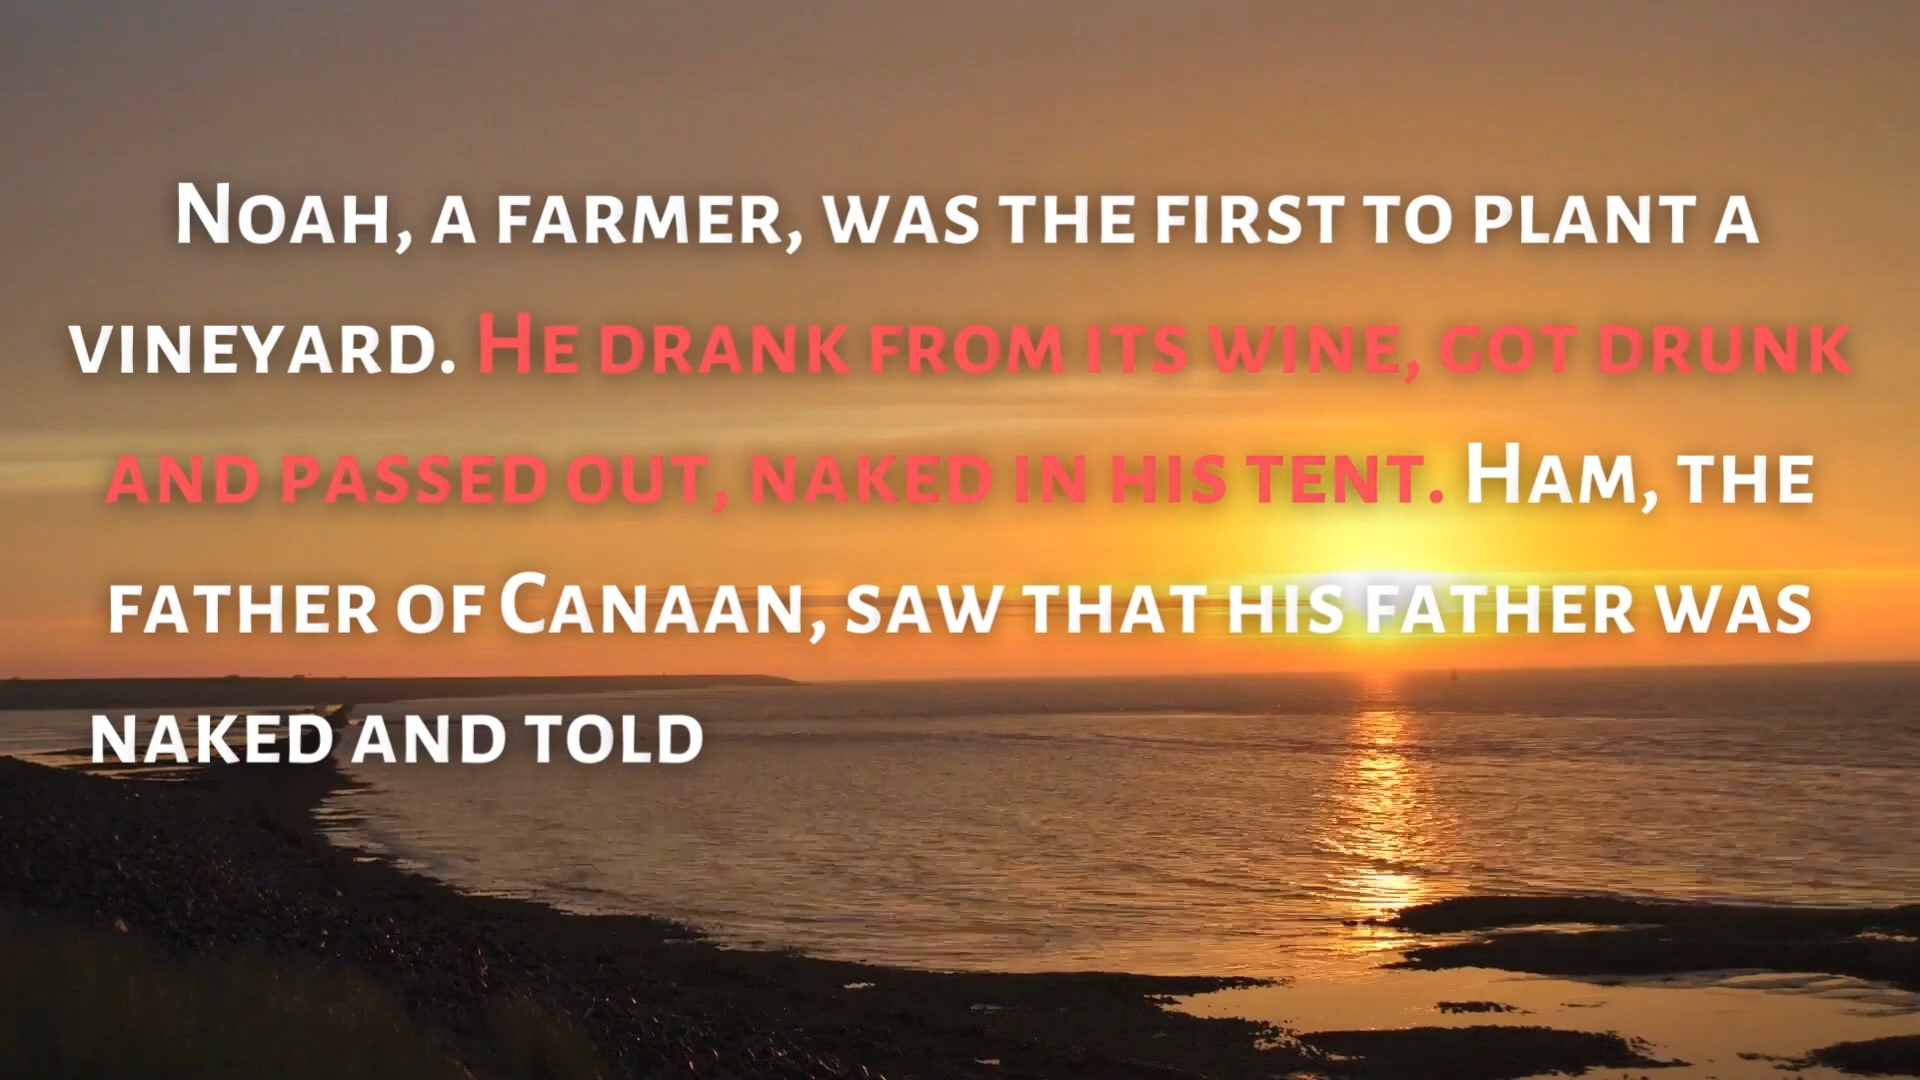 Noah, a farmer, was the first to plant a
vineyard. He drank from its wine, got drunk
and passed out, naked in his tent. Ham, the
father of Canaan, saw that his father was
naked and told